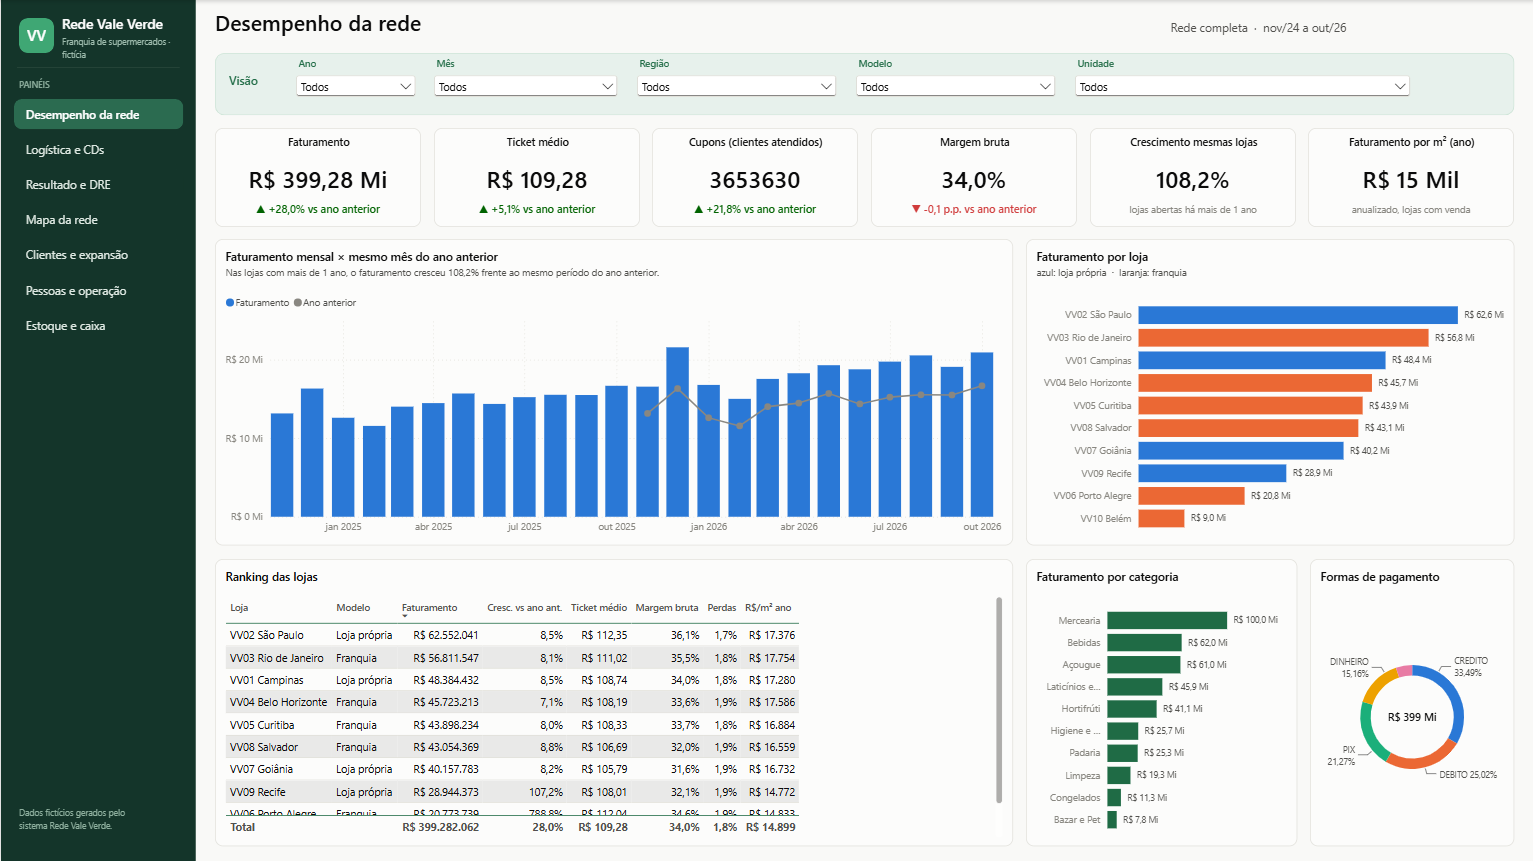 VV
Rede Vale Verde
Franquia de supermercados ·
fictícia
PAINÉIS
Desempenho da rede
Logística e CDs
Resultado e DRE
Mapa da rede
Clientes e expansão
Pessoas e operação
Estoque e caixa
Dados fictícios gerados pelo
sistema Rede Vale Verde.
Desempenho da rede
Rede completa · nov/24 a out/26
Visão
Ano
Todos
Mês
Todos
Região
Todos
Modelo
Todos
Unidade
Todos
Faturamento
R$ 399,28 Mi
▲ +28,0% vs ano anterior
Ticket médio
R$ 109,28
▲ +5,1% vs ano anterior
Cupons (clientes atendidos)
3653630
▲ +21,8% vs ano anterior
Margem bruta
34,0%
▼ -0,1 p.p. vs ano anterior
Crescimento mesmas lojas
108,2%
lojas abertas há mais de 1 ano
Faturamento por m² (ano)
R$ 15 Mil
anualizado, lojas com venda
Faturamento mensal × mesmo mês do ano anterior
Nas lojas com mais de 1 ano, o faturamento cresceu 108,2% frente ao mesmo período do ano anterior.
Faturamento Ano anterior
R$ 20 Mi
R$ 10 Mi
R$ 0 Mi
jan 2025 abr 2025 jul 2025 out 2025 jan 2026 abr 2026 jul 2026 out 2026
Faturamento por loja
azul: loja própria · laranja: franquia
VV02 São Paulo R$ 62,6 Mi
VV03 Rio de Janeiro R$ 56,8 Mi
VV01 Campinas R$ 48,4 Mi
VV04 Belo Horizonte R$ 45,7 Mi
VV05 Curitiba R$ 43,9 Mi
VV08 Salvador R$ 43,1 Mi
VV07 Goiânia R$ 40,2 Mi
VV09 Recife R$ 28,9 Mi
VV06 Porto Alegre R$ 20,8 Mi
VV10 Belém R$ 9,0 Mi
Ranking das lojas
Loja Modelo Faturamento Cresc. vs ano ant. Ticket médio Margem bruta Perdas R$/m² ano
VV02 São Paulo Loja própria R$ 62.552.041 8,5% R$ 112,35 36,1% 1,7% R$ 17.376
VV03 Rio de Janeiro Franquia R$ 56.811.547 8,1% R$ 111,02 35,5% 1,8% R$ 17.754
VV01 Campinas Loja própria R$ 48.384.432 8,5% R$ 108,74 34,0% 1,8% R$ 17.280
VV04 Belo Horizonte Franquia R$ 45.723.213 7,1% R$ 108,19 33,6% 1,9% R$ 17.586
VV05 Curitiba Franquia R$ 43.898.234 8,0% R$ 108,33 33,7% 1,8% R$ 16.884
VV08 Salvador Franquia R$ 43.054.369 8,8% R$ 106,69 32,0% 1,9% R$ 16.559
VV07 Goiânia Loja própria R$ 40.157.783 8,2% R$ 105,79 31,6% 1,9% R$ 16.732
VV09 Recife Loja própria R$ 28.944.373 107,2% R$ 108,01 32,1% 1,9% R$ 14.772
VV06 Porto Alegre Franquia R$ 20.773.739 788,8% R$ 112,04 34,6% 1,9% R$ 14.833
Total R$ 399.282.062 28,0% R$ 109,28 34,0% 1,8% R$ 14.899
Faturamento por categoria
Mercearia R$ 100,0 Mi
Bebidas R$ 62,0 Mi
Açougue R$ 61,0 Mi
Laticínios e... R$ 45,9 Mi
Hortifrúti R$ 41,1 Mi
Higiene e ... R$ 25,7 Mi
Padaria R$ 25,3 Mi
Limpeza R$ 19,3 Mi
Congelados R$ 11,3 Mi
Bazar e Pet R$ 7,8 Mi
Formas de pagamento
DINHEIRO
15,16%
CREDITO
33,49%
R$ 399 Mi
PIX
21,27%
DEBITO 25,02%